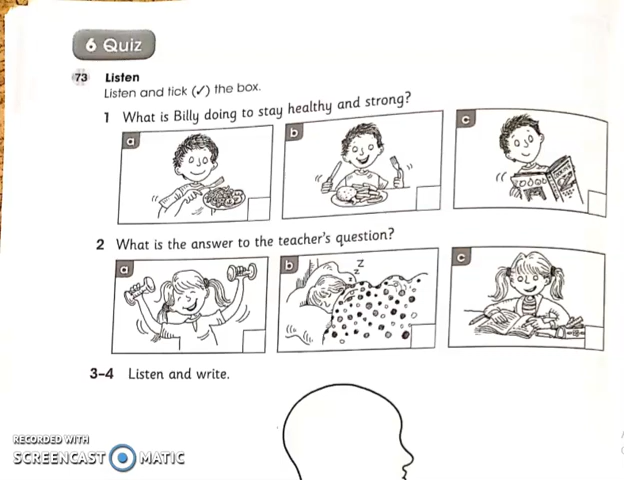 6 Quiz
73 Listen
Listen and tick (✓) the box.
1 What is Billy doing to stay healthy and strong?
a
b
c
2 What is the answer to the teacher's question?
a
b
z
z
z
c
3–4 Listen and write.
RECORDED WITH
SCREENCAST MATIC